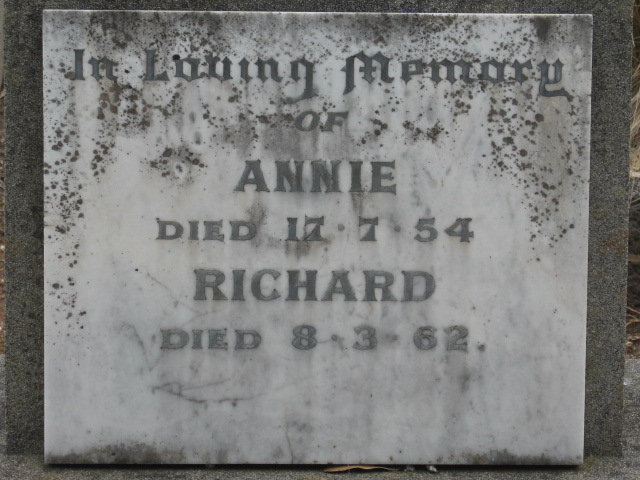 In Loving Memory
OF
ANNIE
DIED 17·7·54
RICHARD
DIED 8·3·62.